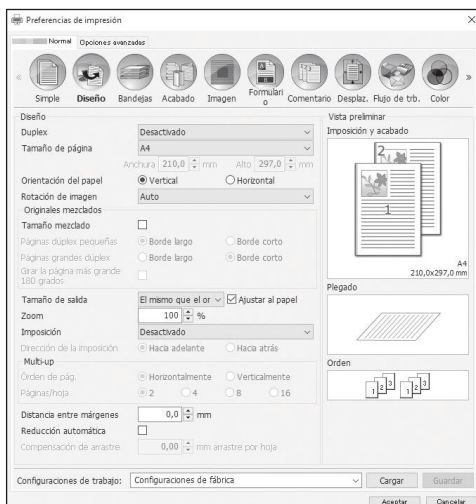 Preferencias de impresión
Normal Opciones avanzadas
« Simple Diseño Bandejas Acabado Imagen Formulario Comentario Desplaz. Flujo de trb. Color »
Diseño
Duplex Desactivado
Tamaño de página A4
Anchura 210,0 mm Alto 297,0 mm
Orientación del papel Vertical Horizontal
Rotación de imagen Auto
Originales mezclados
Tamaño mezclado
Páginas dúplex pequeñas Borde largo Borde corto
Páginas grandes dúplex Borde largo Borde corto
Girar la página más grande
180 grados
Tamaño de salida El mismo que el or Ajustar al papel
Zoom 100 %
Imposición Desactivado
Dirección de la imposición Hacia adelante Hacia atrás
Multi-up
Órden de pág. Horizontalmente Verticalmente
Páginas/hoja 2 4 8 16
Distancia entre márgenes 0,0 mm
Reducción automática
Compensación de arrastre 0,00 mm arrastre por hoja
Vista preliminar
Imposición y acabado
2
1
A4
210,0x297,0 mm
Plegado
Orden
1 2 3 1 2 3
Configuraciones de trabajo: Configuraciones de fábrica Cargar Guardar
Aceptar Cancelar